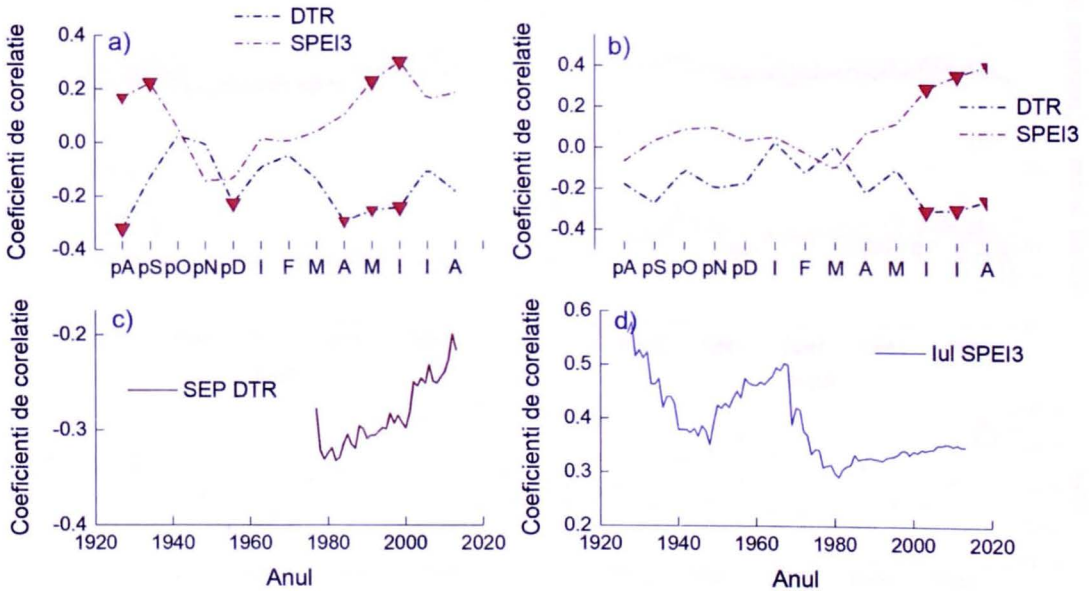 DTR
SPEI3
a)
Coeficienti de corelatie
0.4
0.2
0.0
-0.2
-0.4
pA pS pO pN pD I F M A M I I A
b)
Coeficienti de corelatie
0.4
0.2
0.0
-0.2
-0.4
DTR
SPEI3
pA pS pO pN pD I F M A M I I A
c)
Coeficienti de corelatie
-0.2
-0.3
-0.4
SEP DTR
1920 1940 1960 1980 2000 2020
Anul
d)
Coeficienti de corelatie
0.6
0.5
0.4
0.3
0.2
Iul SPEI3
1920 1940 1960 1980 2000 2020
Anul